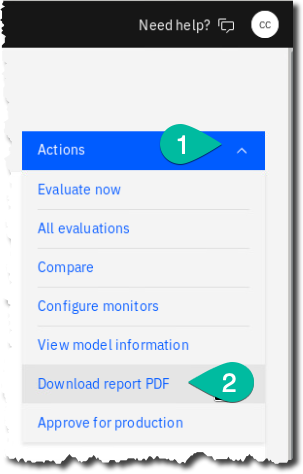 Need help?
CC
Actions
1
Evaluate now
All evaluations
Compare
Configure monitors
View model information
Download report PDF
2
Approve for production